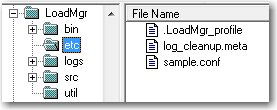 LoadMgr
bin
etc
logs
src
util
File Name
.LoadMgr_profile
log_cleanup.meta
sample.conf